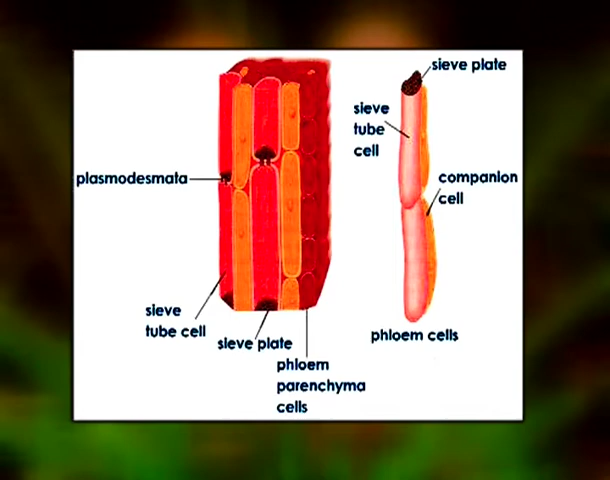 sieve plate
sieve
tube
cell
plasmodesmata
companion
cell
sieve
tube cell
sieve plate
phloem cells
phloem
parenchyma
cells